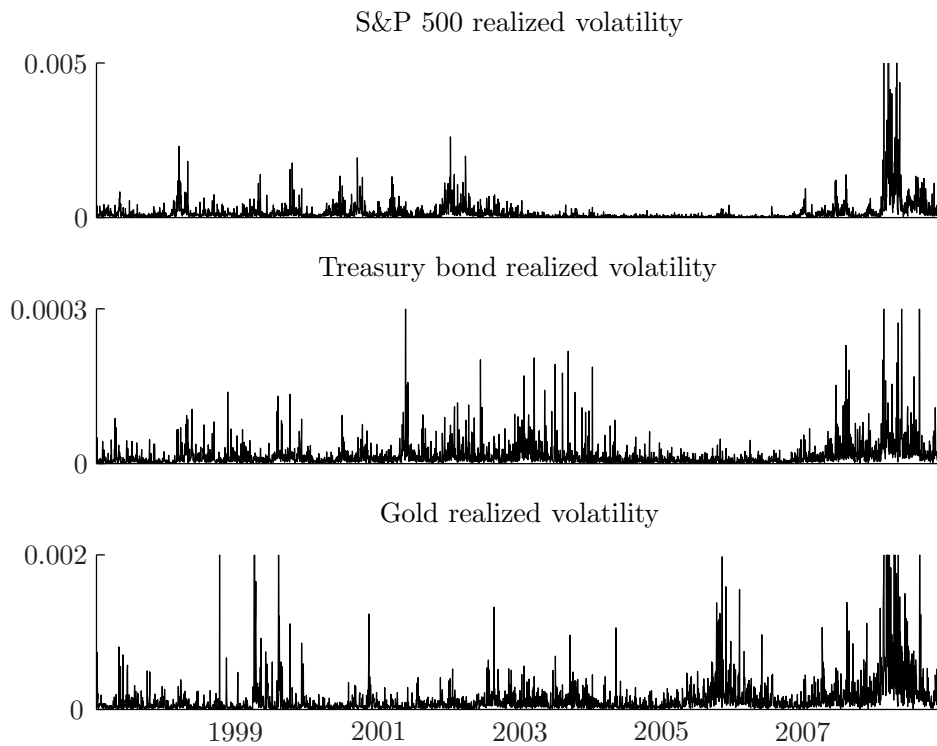 S&P 500 realized volatility
0.005
0
Treasury bond realized volatility
0.0003
0
Gold realized volatility
0.002
0
1999 2001 2003 2005 2007